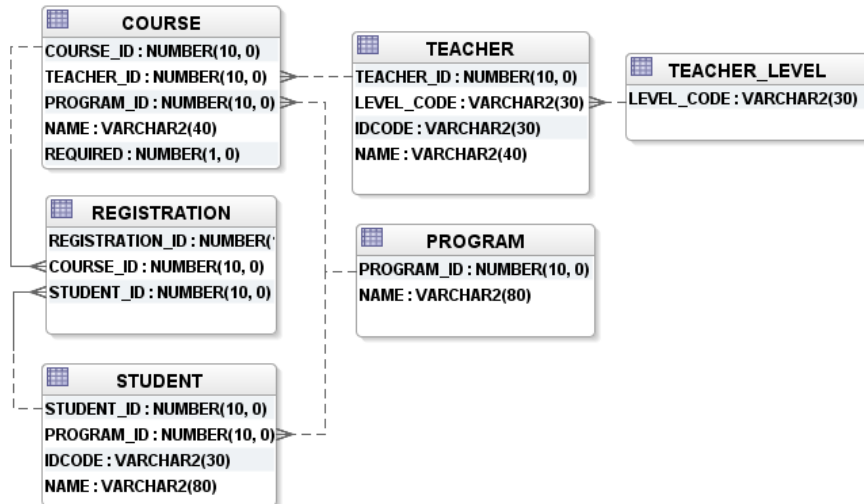 COURSE
COURSE_ID : NUMBER(10, 0)
TEACHER_ID : NUMBER(10, 0)
PROGRAM_ID : NUMBER(10, 0)
NAME : VARCHAR2(40)
REQUIRED : NUMBER(1, 0)
TEACHER
TEACHER_ID : NUMBER(10, 0)
LEVEL_CODE : VARCHAR2(30)
IDCODE : VARCHAR2(30)
NAME : VARCHAR2(40)
TEACHER_LEVEL
LEVEL_CODE : VARCHAR2(30)
REGISTRATION
REGISTRATION_ID : NUMBER(
COURSE_ID : NUMBER(10, 0)
STUDENT_ID : NUMBER(10, 0)
PROGRAM
PROGRAM_ID : NUMBER(10, 0)
NAME : VARCHAR2(80)
STUDENT
STUDENT_ID : NUMBER(10, 0)
PROGRAM_ID : NUMBER(10, 0)
IDCODE : VARCHAR2(30)
NAME : VARCHAR2(80)